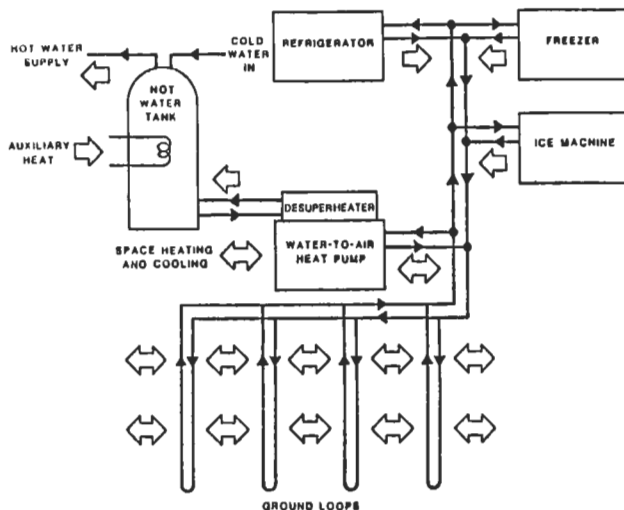 HOT WATER
SUPPLY
COLD
WATER
IN
REFRIGERATOR
FREEZER
HOT
WATER
TANK
AUXILIARY
HEAT
ICE MACHINE
DESUPERHEATER
SPACE HEATING
AND COOLING
WATER-TO-AIR
HEAT PUMP
GROUND LOOPS